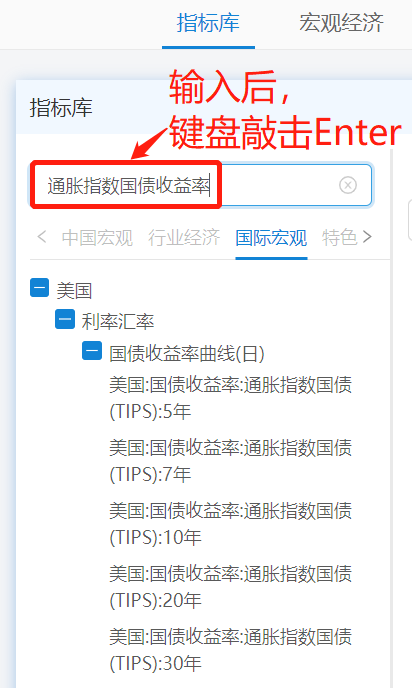 指标库 宏观经济
输入后，
指标库
键盘敲击Enter
通胀指数国债收益率
中国宏观 行业经济 国际宏观 特色
美国
利率汇率
国债收益率曲线(日)
美国:国债收益率:通胀指数国债
(TIPS):5年
美国:国债收益率:通胀指数国债
(TIPS):7年
美国:国债收益率:通胀指数国债
(TIPS):10年
美国:国债收益率:通胀指数国债
(TIPS):20年
美国:国债收益率:通胀指数国债
(TIPS):30年